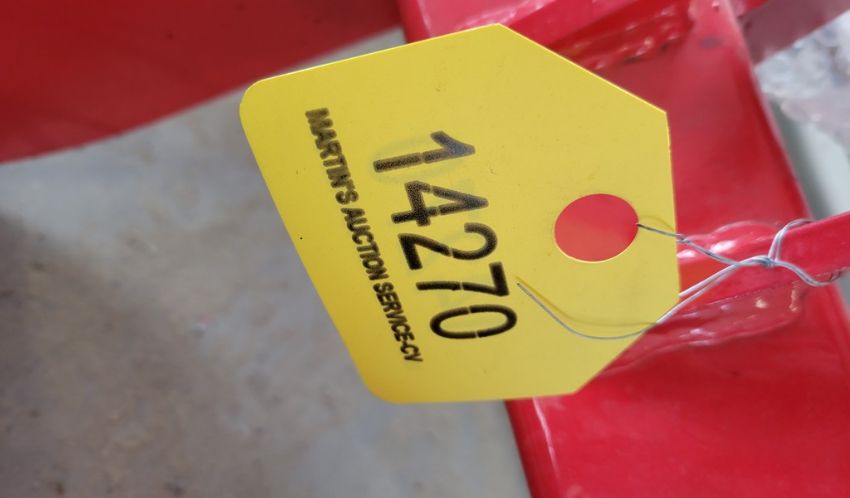 14270
MARTIN'S AUCTION SERVICE-CV